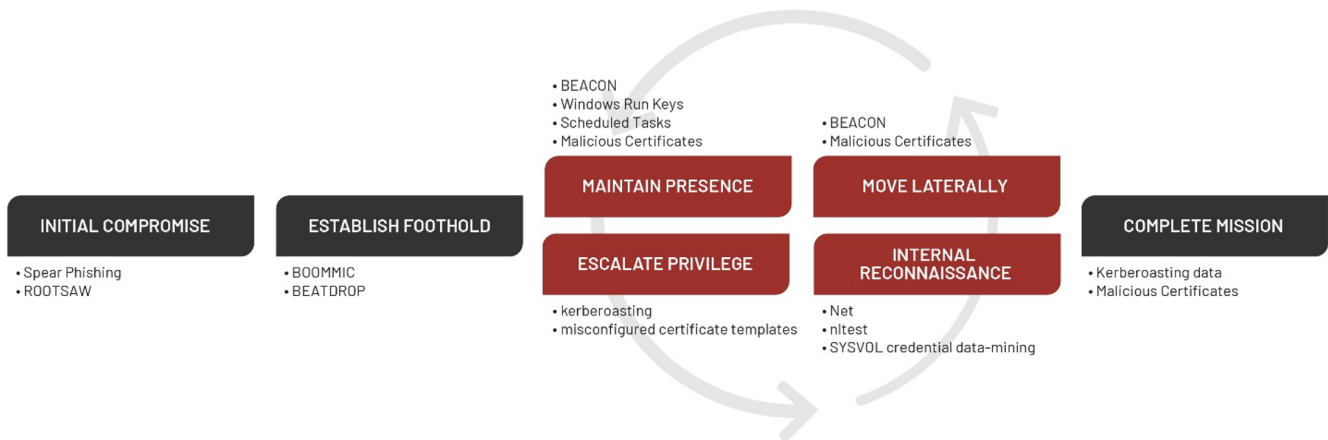 INITIAL COMPROMISE
• Spear Phishing
• ROOTSAW
ESTABLISH FOOTHOLD
• BOOMMIC
• BEATDROP
• BEACON
• Windows Run Keys
• Scheduled Tasks
• Malicious Certificates
MAINTAIN PRESENCE
ESCALATE PRIVILEGE
• kerberoasting
• misconfigured certificate templates
• BEACON
• Malicious Certificates
MOVE LATERALLY
INTERNAL
RECONNAISSANCE
• Net
• nltest
• SYSVOL credential data-mining
COMPLETE MISSION
• Kerberoasting data
• Malicious Certificates